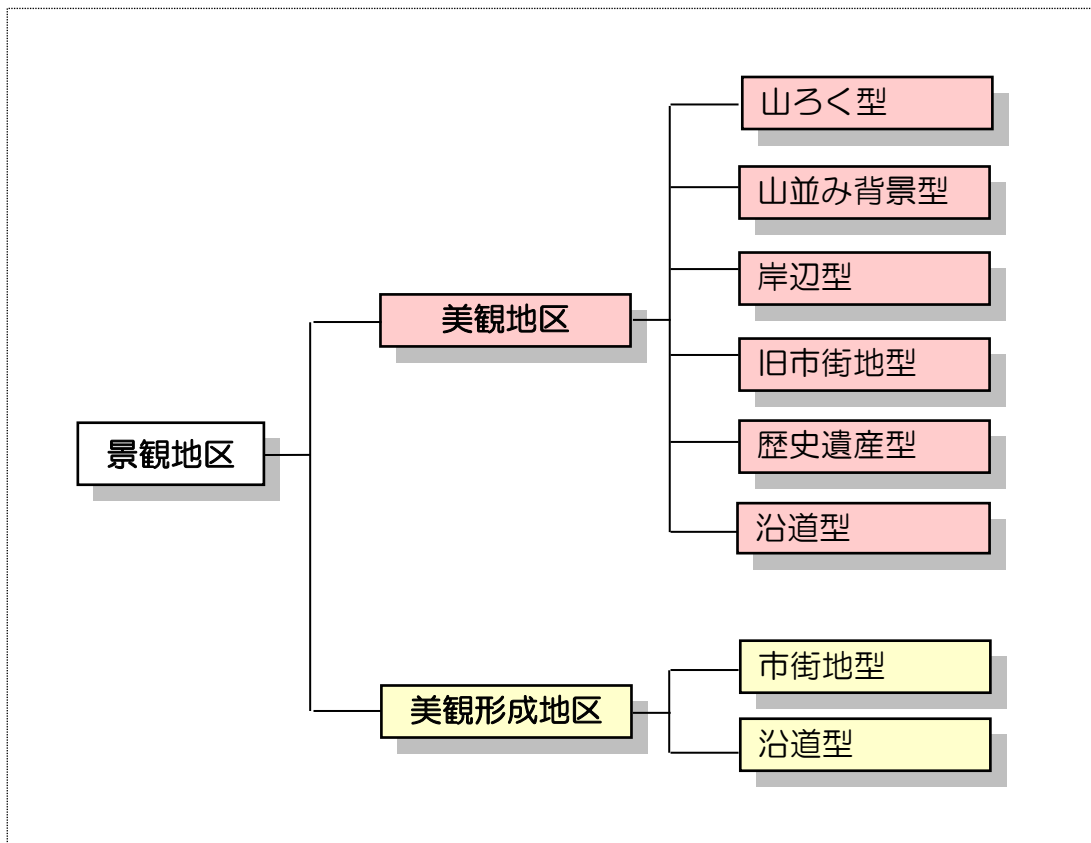 景観地区
美観地区
山ろく型
山並み背景型
岸辺型
旧市街地型
歴史遺産型
沿道型
美観形成地区
市街地型
沿道型